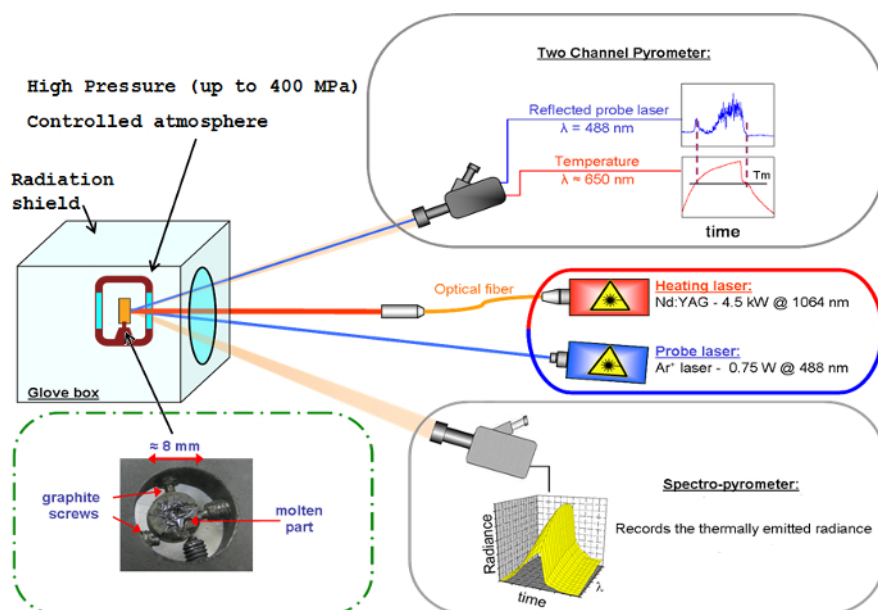 Two Channel Pyrometer:
High Pressure (up to 400 MPa)
Controlled atmosphere
Reflected probe laser
λ = 488 nm
Temperature
λ ≈ 650 nm
Tm
time
Radiation
shield
Optical fiber
Heating laser:
Nd:YAG - 4.5 kW @ 1064 nm
Probe laser:
Ar⁺ laser - 0.75 W @ 488 nm
Glove box
≈ 8 mm
graphite
screws
molten
part
Spectro-pyrometer:
Records the thermally emitted radiance
Radiance
time
λ